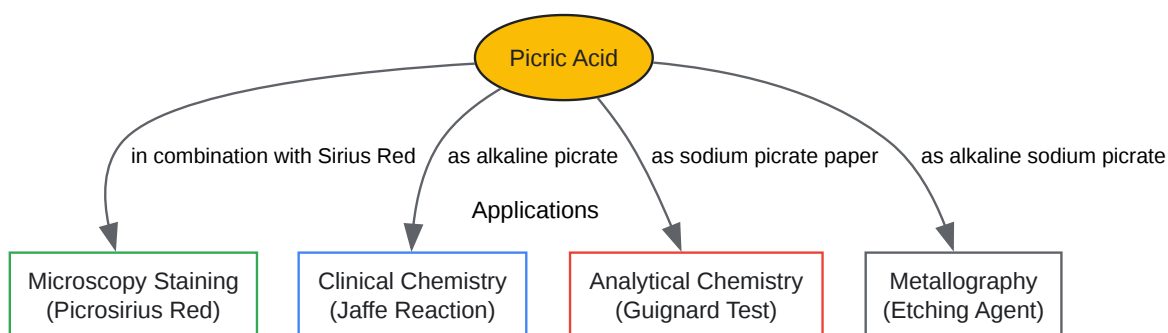 Picric Acid
in combination with Sirius Red
as alkaline picrate
as sodium picrate paper
as alkaline sodium picrate
Applications
Microscopy Staining
(Picrosirius Red)
Clinical Chemistry
(Jaffe Reaction)
Analytical Chemistry
(Guignard Test)
Metallography
(Etching Agent)